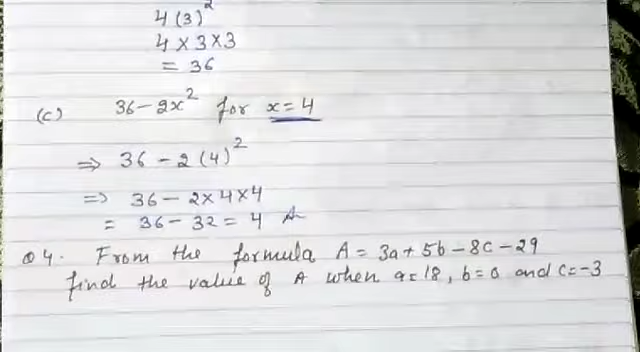 4(3)²
4×3×3
= 36
(c) 36-2x² for x=4
⇒ 36-2(4)²
⇒ 36-2×4×4
= 36-32=4 A
Q4. From the formula A=3a+5b-8c-29
find the value of A when a=18, b=0 and c=-3